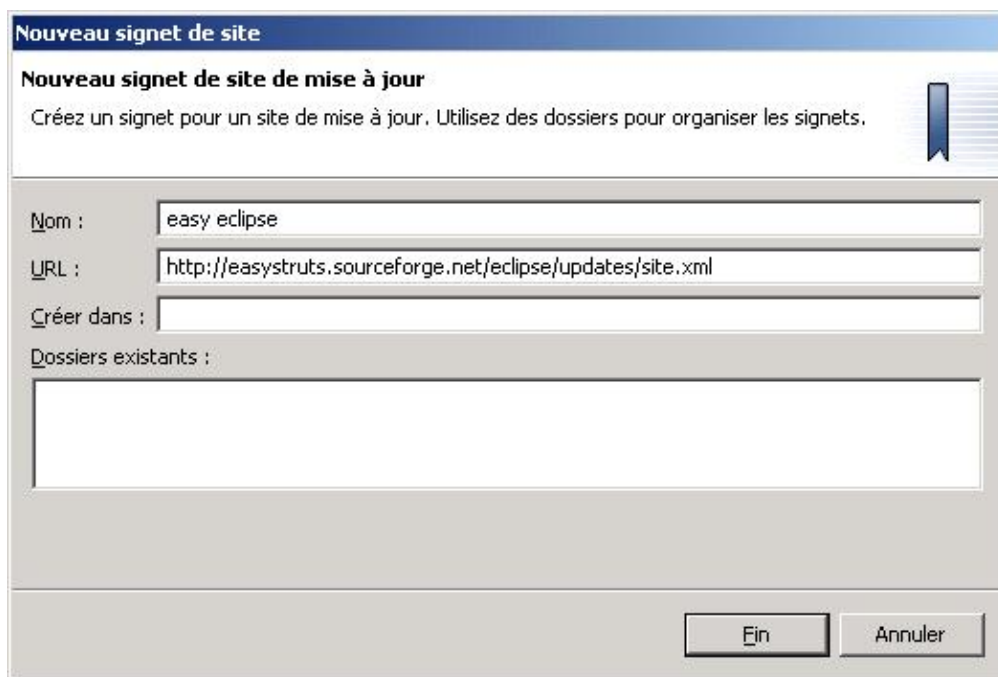 Nouveau signet de site
Nouveau signet de site de mise à jour
Créez un signet pour un site de mise à jour. Utilisez des dossiers pour organiser les signets.
Nom : easy eclipse
URL : http://easystruts.sourceforge.net/eclipse/updates/site.xml
Créer dans :
Dossiers existants :
Fin Annuler